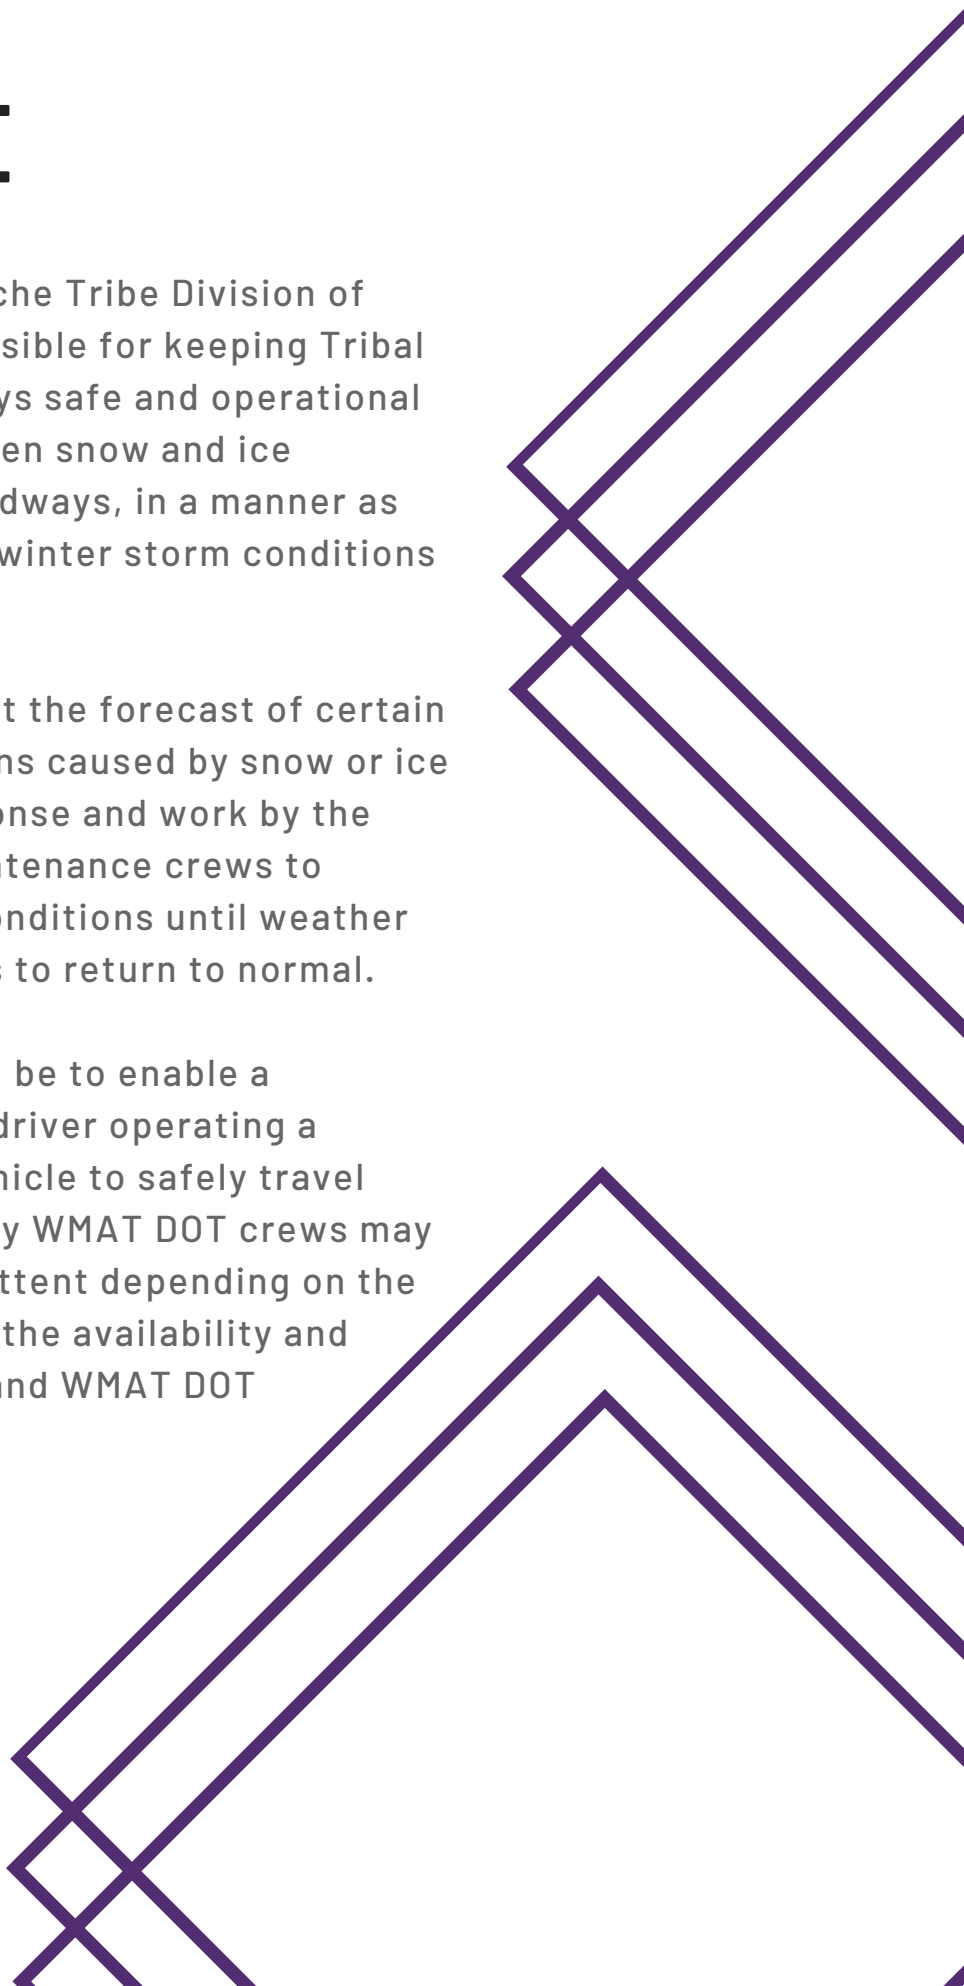 che Tribe Division of
sible for keeping Tribal
ys safe and operational
en snow and ice
dways, in a manner as
winter storm conditions
t the forecast of certain
ns caused by snow or ice
onse and work by the
tenance crews to
onditions until weather
s to return to normal.
be to enable a
driver operating a
hicle to safely travel
y WMAT DOT crews may
ttent depending on the
the availability and
and WMAT DOT